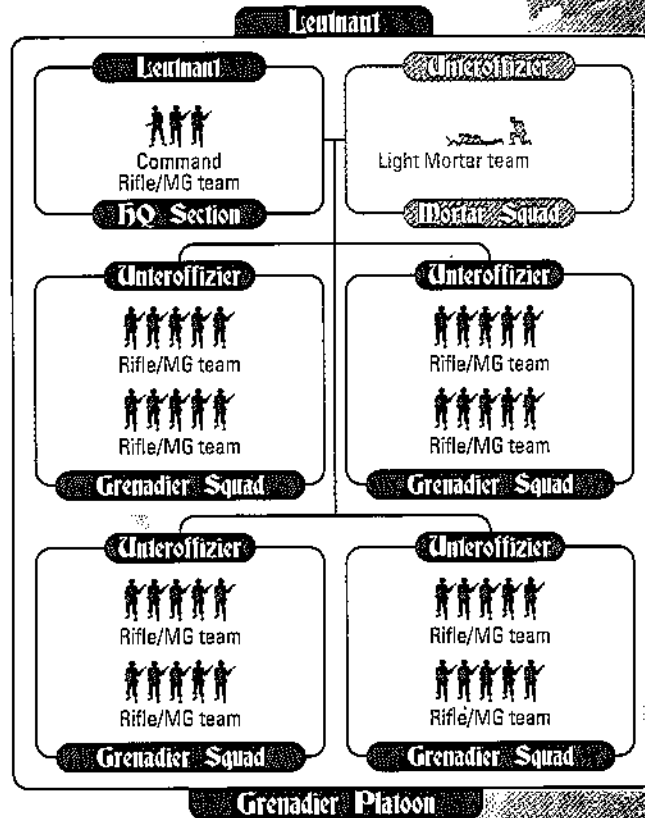 Leutnant
Leutnant
Command
Rifle/MG team
HQ Section
Unteroffizier
Light Mortar team
Mortar Squad
Unteroffizier
Rifle/MG team
Rifle/MG team
Grenadier Squad
Unteroffizier
Rifle/MG team
Rifle/MG team
Grenadier Squad
Unteroffizier
Rifle/MG team
Rifle/MG team
Grenadier Squad
Unteroffizier
Rifle/MG team
Rifle/MG team
Grenadier Squad
Grenadier Platoon